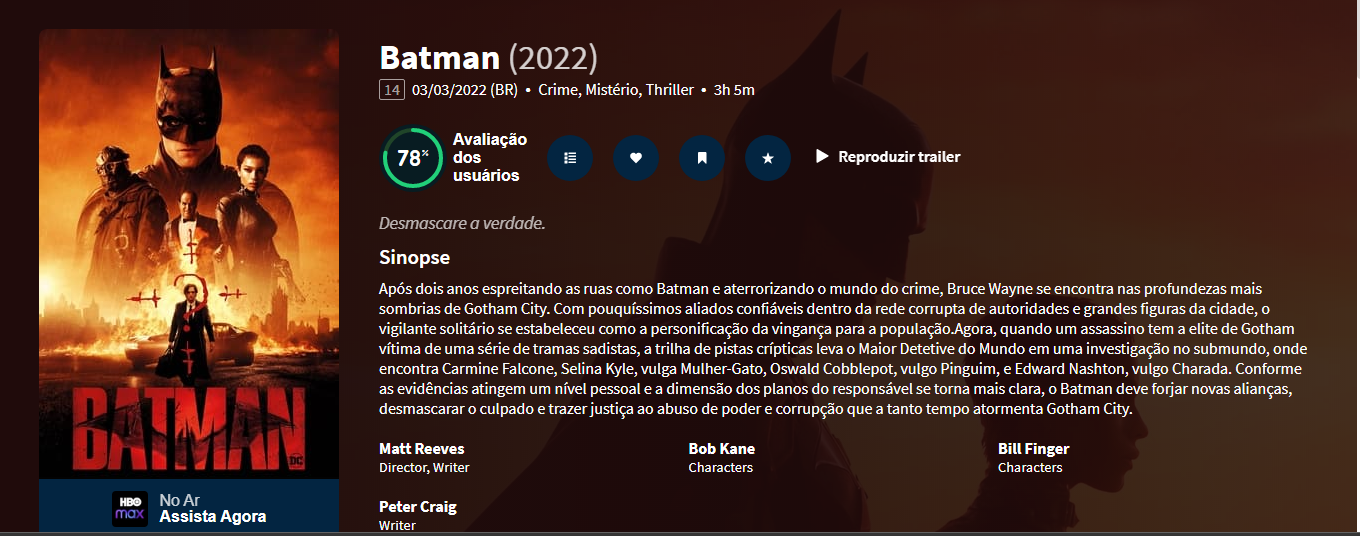 Batman (2022)
14 03/03/2022 (BR) • Crime, Mistério, Thriller • 3h 5m
78%
Avaliação
dos
usuários
Reproduzir trailer
Desmascare a verdade.
Sinopse
Após dois anos espreitando as ruas como Batman e aterrorizando o mundo do crime, Bruce Wayne se encontra nas profundezas mais
sombrias de Gotham City. Com pouquíssimos aliados confiáveis dentro da rede corrupta de autoridades e grandes figuras da cidade, o
vigilante solitário se estabeleceu como a personificação da vingança para a população.Agora, quando um assassino tem a elite de Gotham
vítima de uma série de tramas sadistas, a trilha de pistas crípticas leva o Maior Detetive do Mundo em uma investigação no submundo, onde
encontra Carmine Falcone, Selina Kyle, vulga Mulher-Gato, Oswald Cobblepot, vulgo Pinguim, e Edward Nashton, vulgo Charada. Conforme
as evidências atingem um nível pessoal e a dimensão dos planos do responsável se torna mais clara, o Batman deve forjar novas alianças,
desmascarar o culpado e trazer justiça ao abuso de poder e corrupção que a tanto tempo atormenta Gotham City.
Matt Reeves
Director, Writer
Bob Kane
Characters
Bill Finger
Characters
Peter Craig
Writer
BATMAN
DC
HBO
max
No Ar
Assista Agora